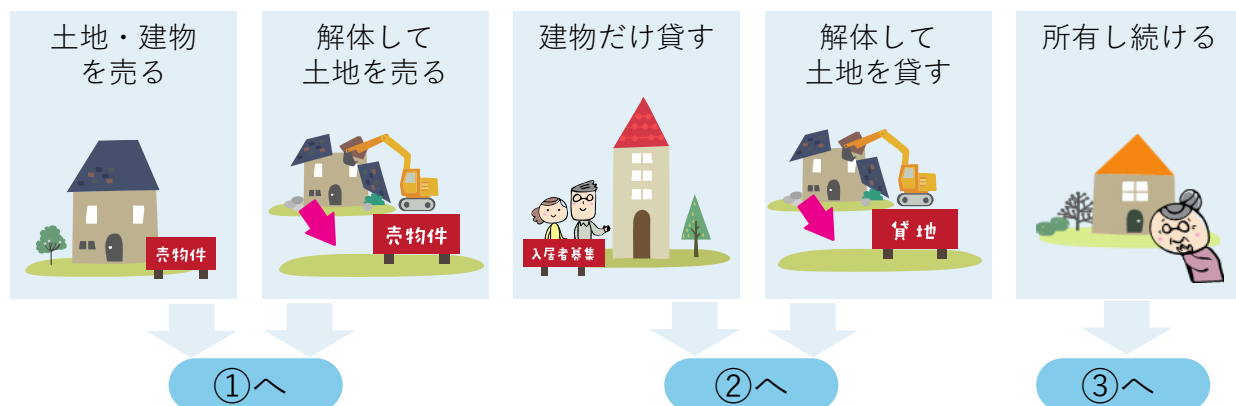 土地・建物
を売る
売物件
解体して
土地を売る
売物件
建物だけ貸す
入居者募集
解体して
土地を貸す
貸地
所有し続ける
①へ
②へ
③へ